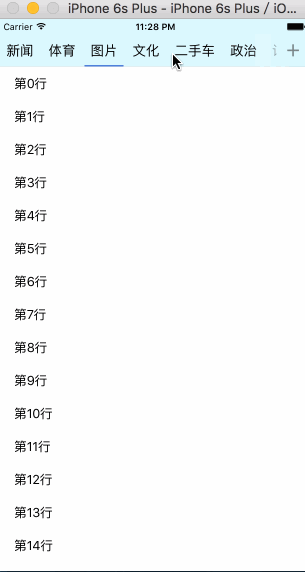 iPhone 6s Plus - iPhone 6s Plus / iO...
Carrier 11:28 PM
新闻 体育 图片 文化 二手车 政治
第0行
第1行
第2行
第3行
第4行
第5行
第6行
第7行
第8行
第9行
第10行
第11行
第12行
第13行
第14行